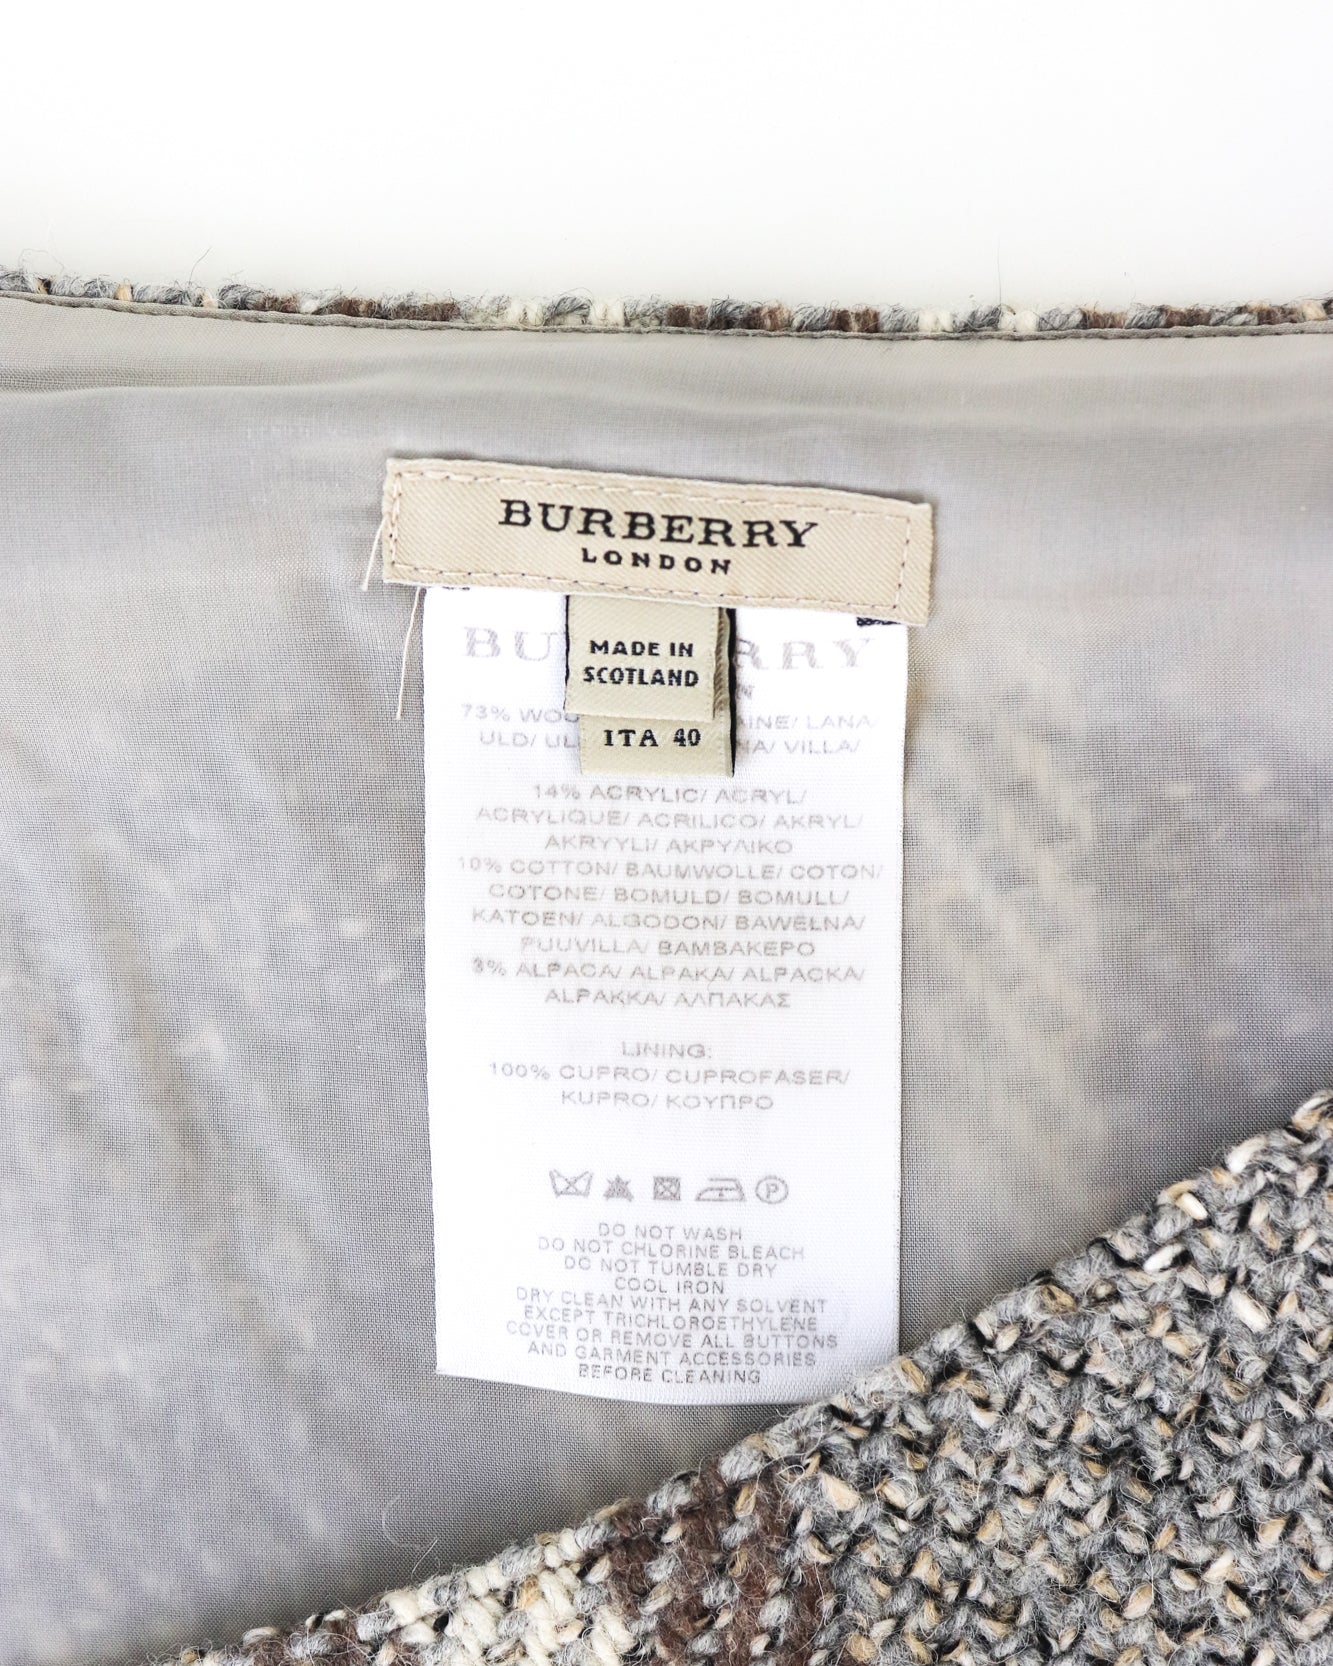 BURBERRY
LONDON
MADE IN
SCOTLAND
ITA 40
73% LANA/
VILLA/
14% ACRYLIC/ ACRYL/
ACRYLIQUE/ ACRILICO/ AKRYL/
AKRYYLI/ ΑΚΡΥΛΙΚΟ
10% COTTON/ BAUMWOLLE/ COTON/
COTONE/ BOMULD/ BOMULL/
KATOEN/ ALGODON/ BAWEŁNA/
PUUVILLA/ ΒΑΜΒΑΚΕΡΟ
3% ALPACA/ ALPAKA/ ALPACKA/
ALPAKKA/ ΑΛΠΑΚΑΣ
LINING:
100% CUPRO/ CUPROFASER/
KUPRO/ ΚΟΥΠΡΟ
P
DO NOT WASH
DO NOT CHLORINE BLEACH
DO NOT TUMBLE DRY
COOL IRON
DRY CLEAN WITH ANY SOLVENT
EXCEPT TRICHLOROETHYLENE
COVER OR REMOVE ALL BUTTONS
AND GARMENT ACCESSORIES
BEFORE CLEANING